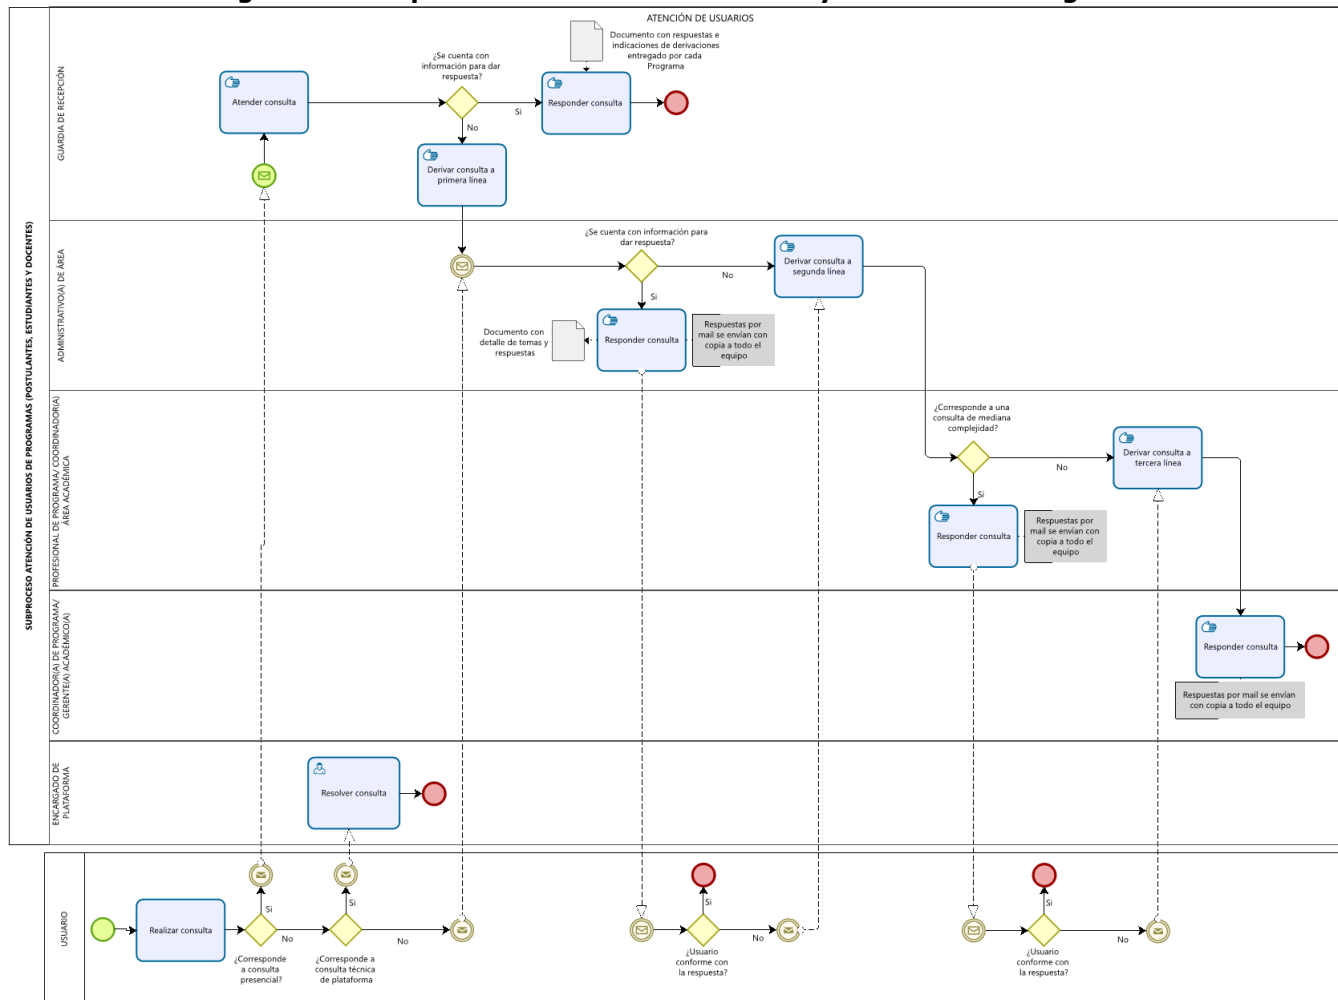 ATENCIÓN DE USUARIOS
SUBPROCESO ATENCIÓN DE USUARIOS DE PROGRAMAS (POSTULANTES, ESTUDIANTES Y DOCENTES)
GUARDIA DE RECEPCIÓN
Atender consulta
¿Se cuenta con
información para dar
respuesta?
Si
No
Documento con respuestas e
indicaciones de derivaciones
entregado por cada
Programa
Responder consulta
Derivar consulta a
primera línea
ADMINISTRATIVO(A) DE ÁREA
¿Se cuenta con información para
dar respuesta?
No
Si
Derivar consulta a
segunda línea
Documento con
detalle de temas y
respuestas
Responder consulta
Respuestas por
mail se envían con
copia a todo el
equipo
PROFESIONAL DE PROGRAMA/ COORDINADOR(A)
ÁREA ACADÉMICA
¿Corresponde a una
consulta de mediana
complejidad?
No
Si
Derivar consulta a
tercera línea
Responder consulta
Respuestas por
mail se envían con
copia a todo el
equipo
COORDINADOR(A) DE PROGRAMA/
GERENTE(A) ACADÉMICO(A)
Responder consulta
Respuestas por mail se envían
con copia a todo el equipo
ENCARGADO DE
PLATAFORMA
Resolver consulta
USUARIO
Realizar consulta
Si
No
¿Corresponde
a consulta
presencial?
Si
No
¿Corresponde a
consulta técnica
de plataforma
Si
No
¿Usuario
conforme con
la respuesta?
Si
No
¿Usuario
conforme con
la respuesta?